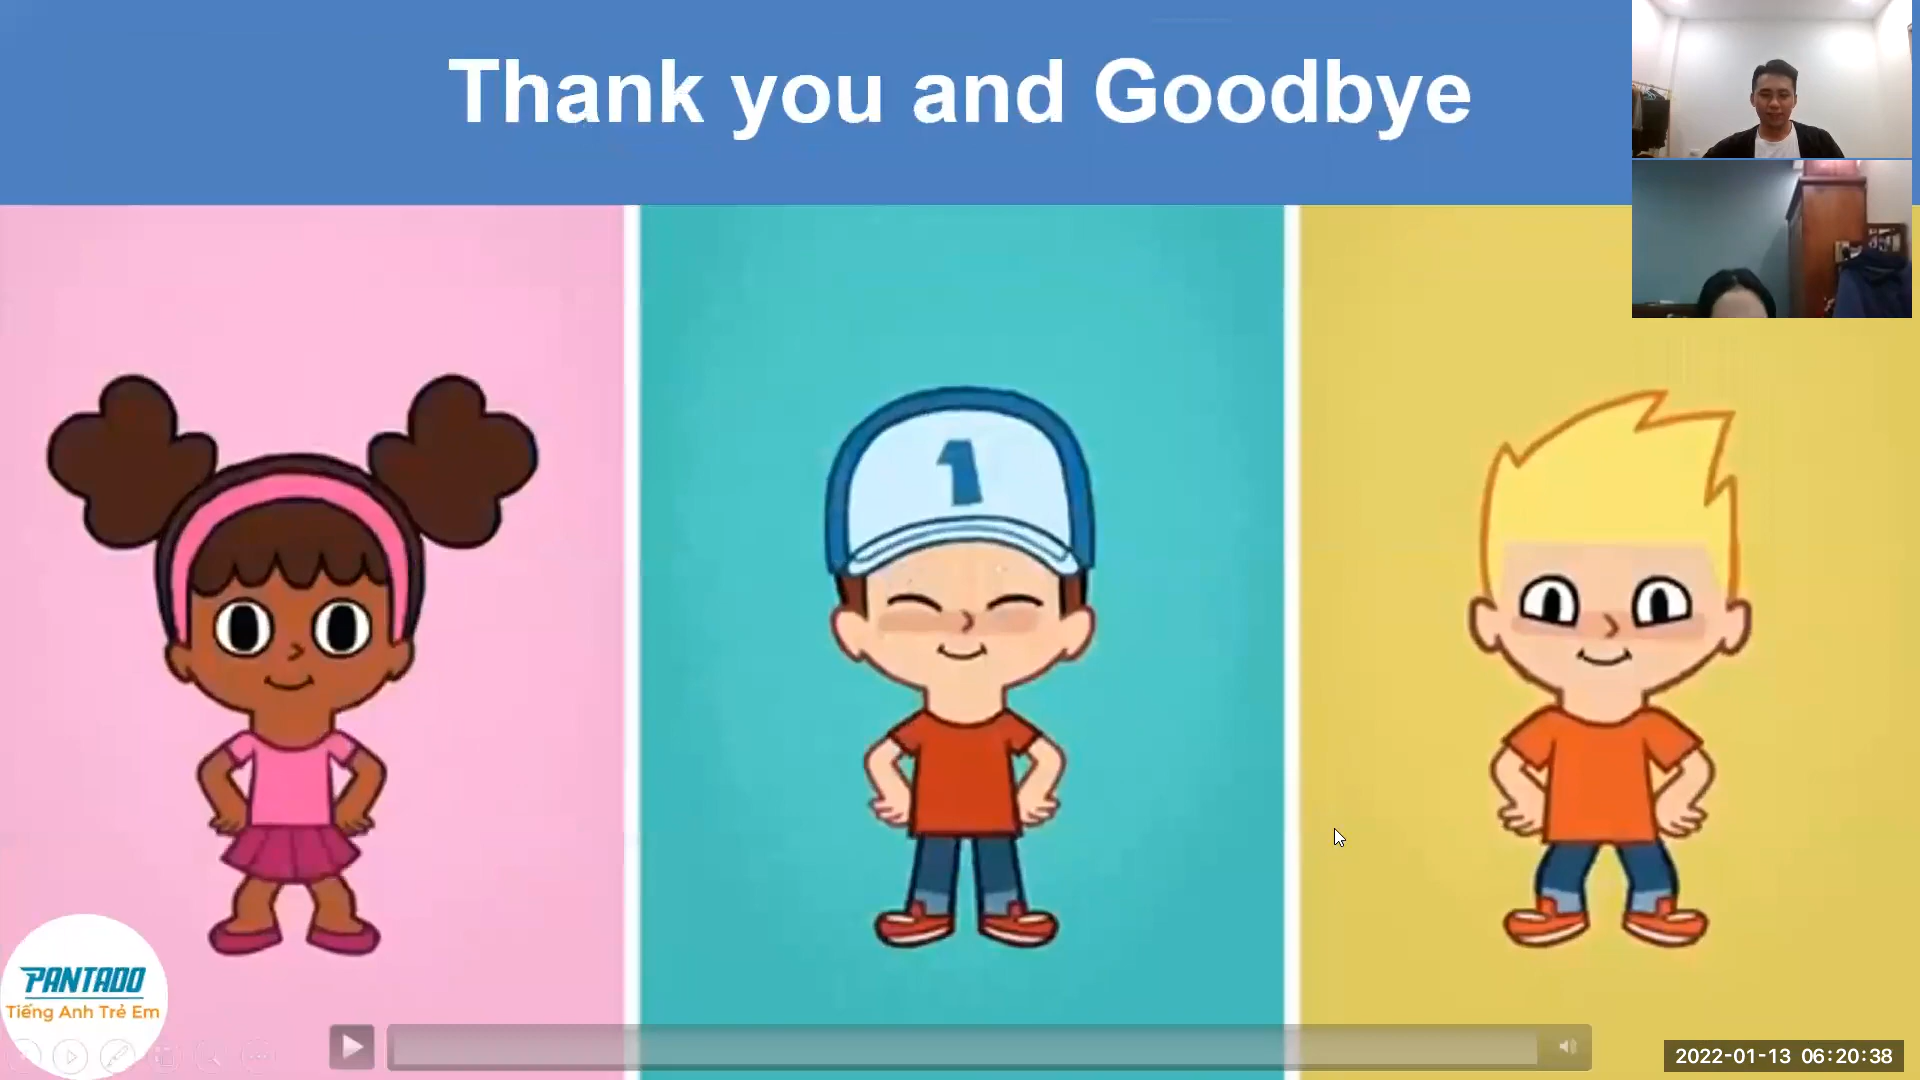 Thank you and Goodbye
1
PANTADO
Tiếng Anh Trẻ Em
2022-01-13 06:20:38